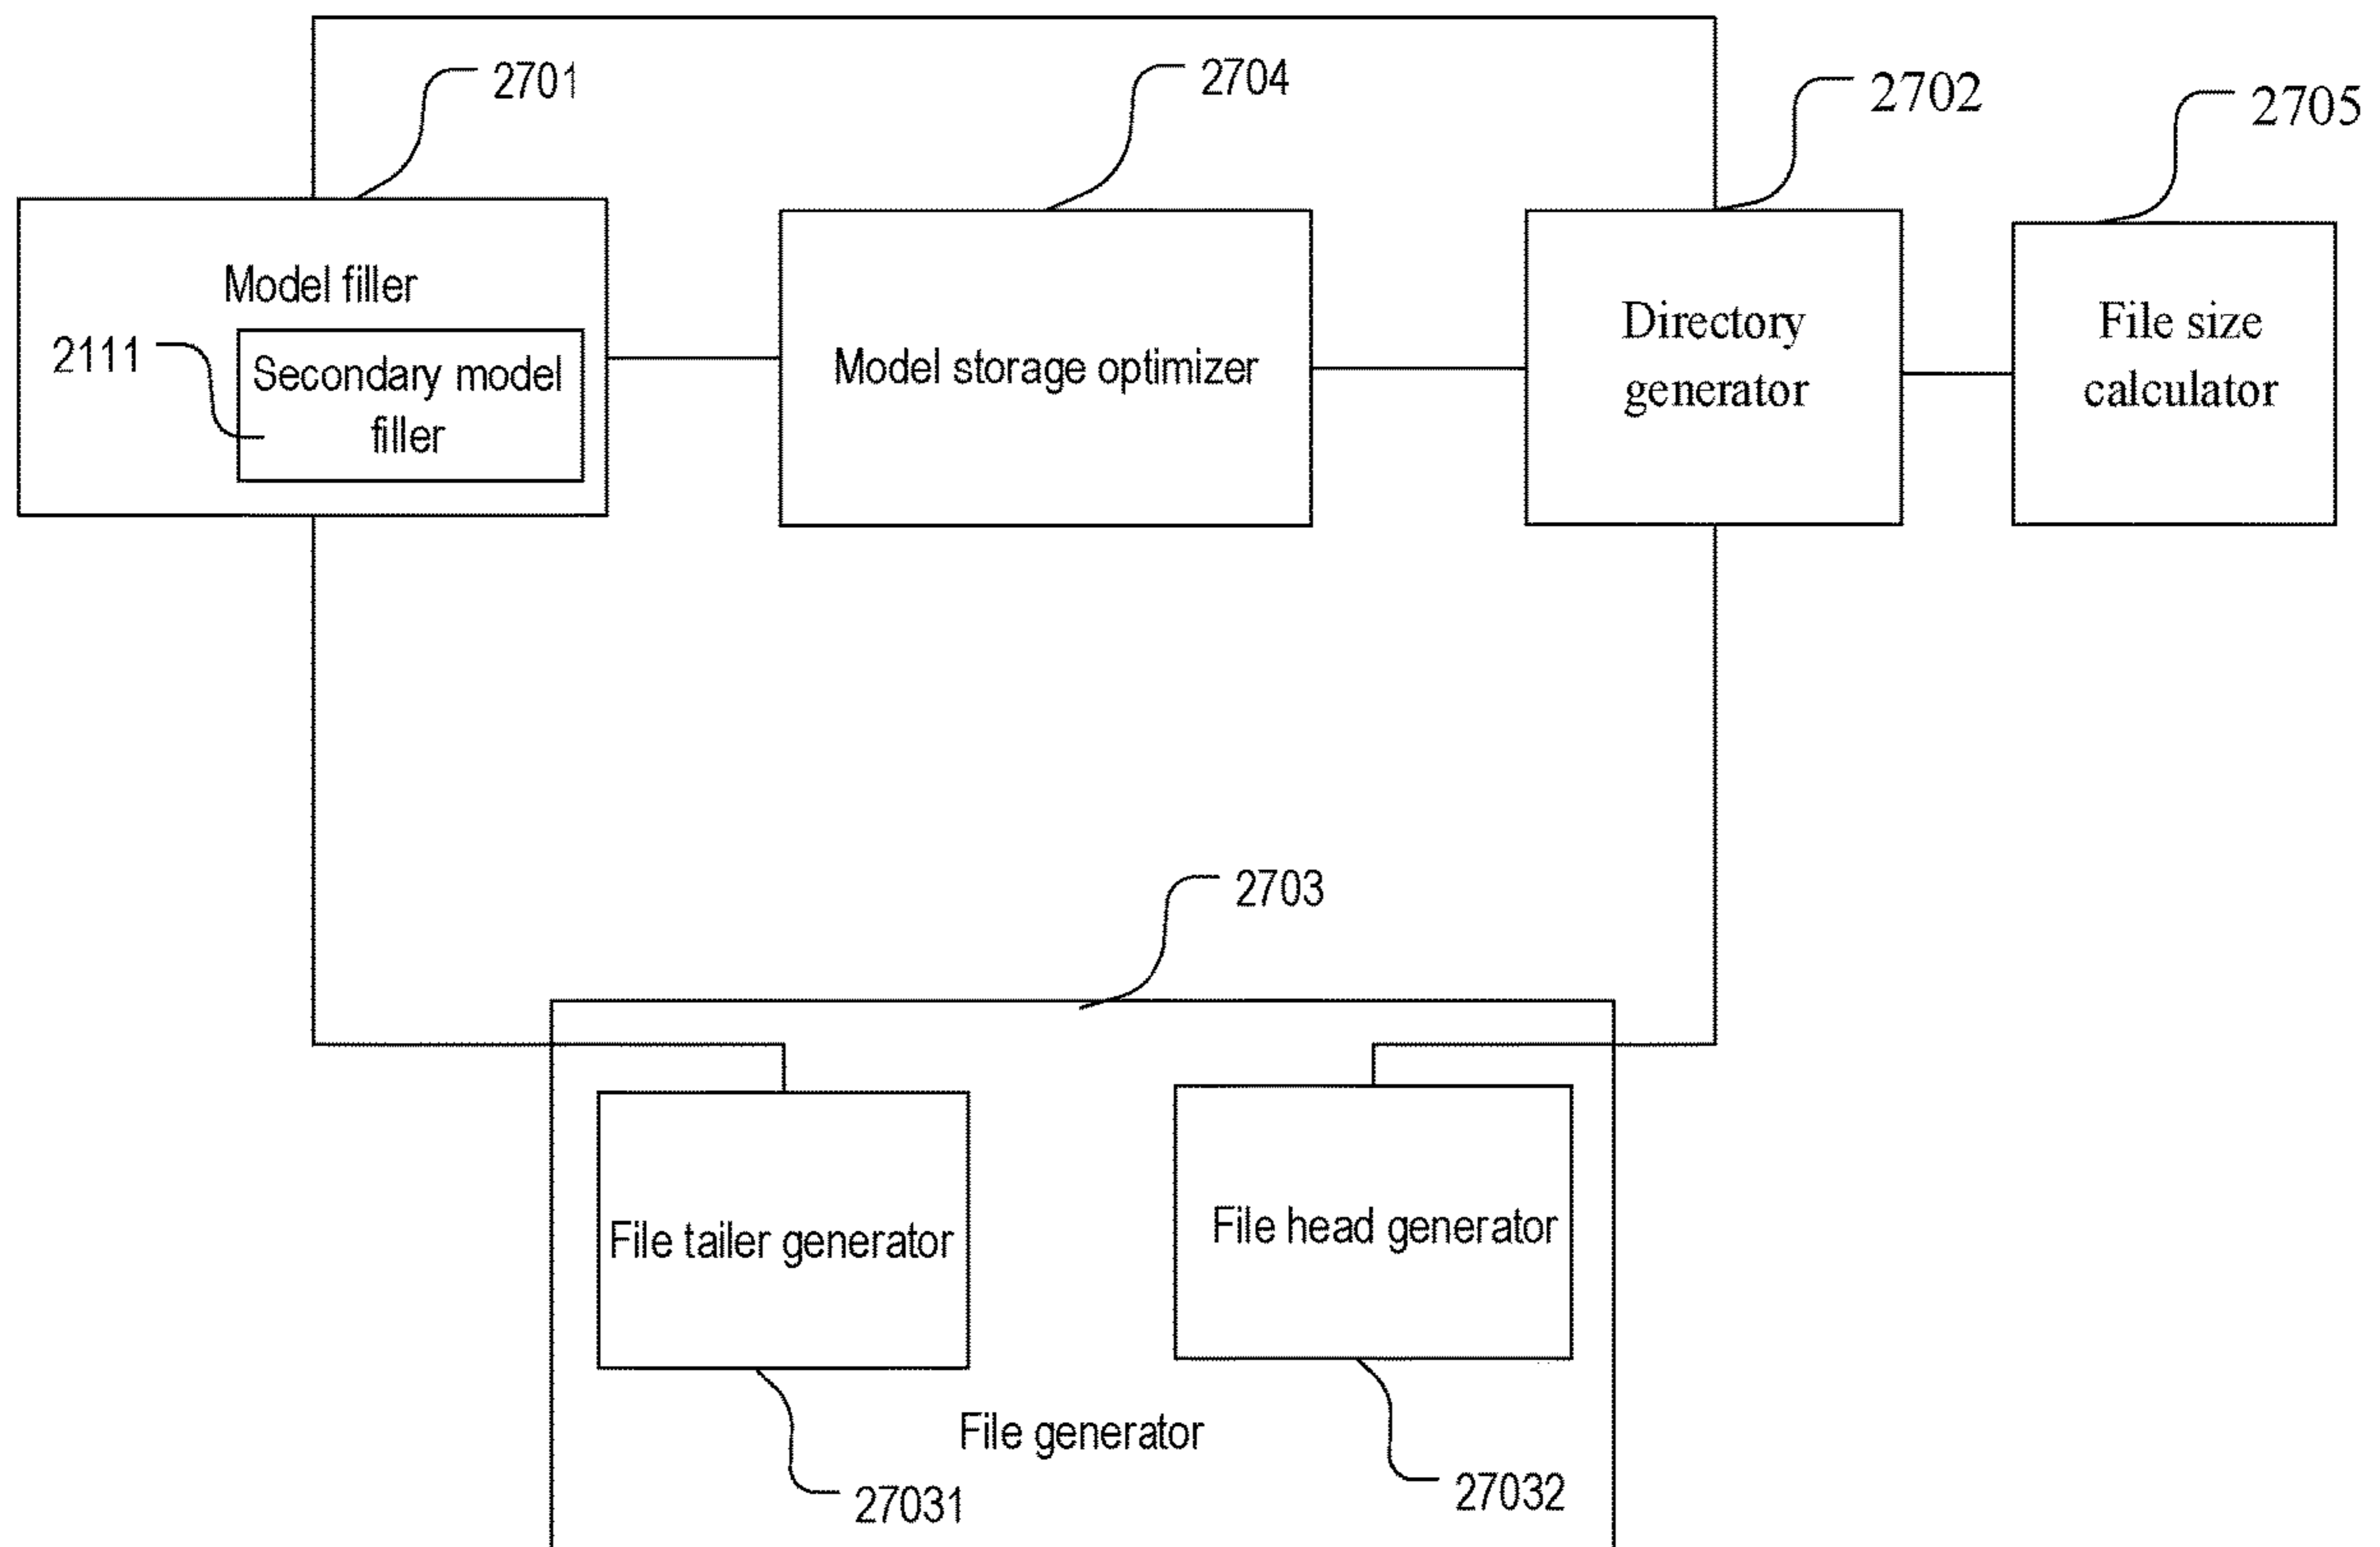 2701
2704
2702
2705
Model filler
2111
Secondary model
filler
Model storage optimizer
Directory
generator
File size
calculator
2703
File tailer generator
File head generator
File generator
27031
27032